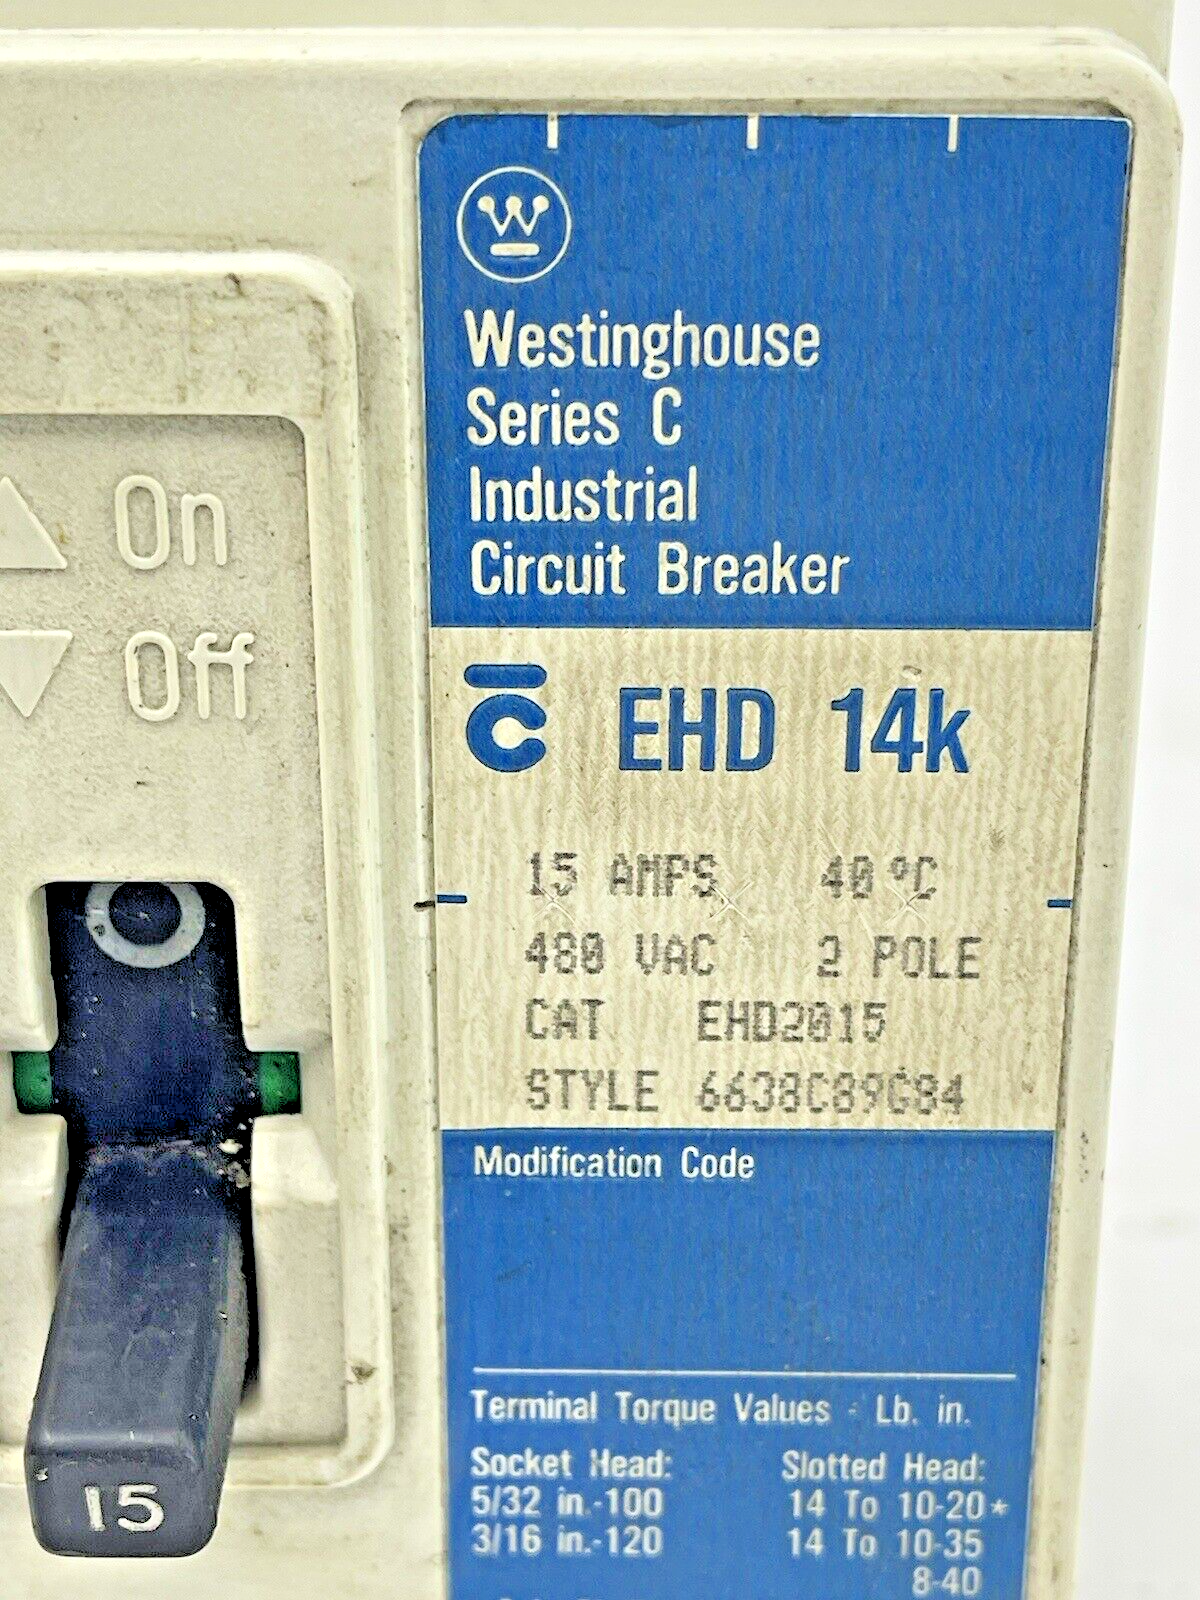 On
Off
15
W
Westinghouse
Series C
Industrial
Circuit Breaker
C EHD 14k
15 AMPS 40°C
480 VAC 2 POLE
CAT EHD2015
STYLE 6638C89G84
Modification Code
Terminal Torque Values - Lb. in.
Socket Head: Slotted Head:
5/32 in.-100 14 To 10-20*
3/16 in.-120 14 To 10-35
8-40